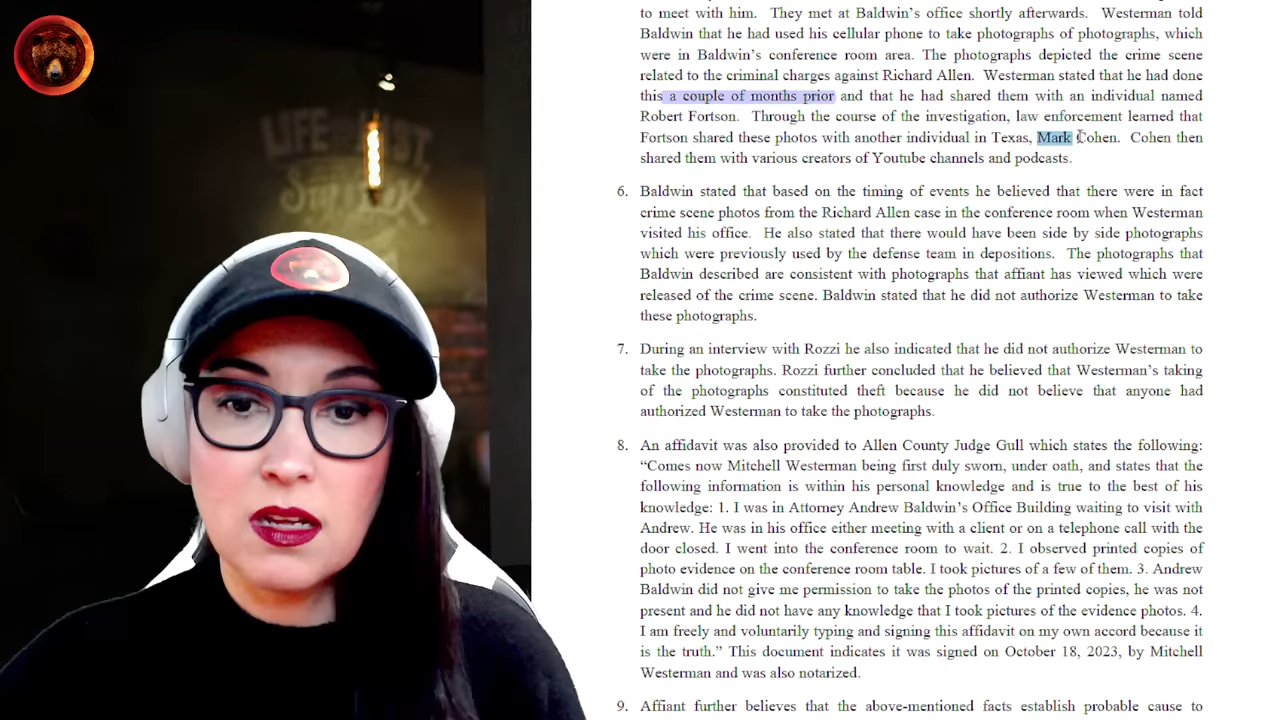 LIFE
to meet with him. They met at Baldwin's office shortly afterwards. Westerman told
Baldwin that he had used his cellular phone to take photographs of photographs, which
were in Baldwin's conference room area. The photographs depicted the crime scene
related to the criminal charges against Richard Allen. Westerman stated that he had done
this a couple of months prior and that he had shared them with an individual named
Robert Fortson. Through the course of the investigation, law enforcement learned that
Fortson shared these photos with another individual in Texas, Mark Cohen. Cohen then
shared them with various creators of Youtube channels and podcasts.
6. Baldwin stated that based on the timing of events he believed that there were in fact
crime scene photos from the Richard Allen case in the conference room when Westerman
visited his office. He also stated that there would have been side by side photographs
which were previously used by the defense team in depositions. The photographs that
Baldwin described are consistent with photographs that affiant has viewed which were
released of the crime scene. Baldwin stated that he did not authorize Westerman to take
these photographs.
7. During an interview with Rozzi he also indicated that he did not authorize Westerman to
take the photographs. Rozzi further concluded that he believed that Westerman's taking
of the photographs constituted theft because he did not believe that anyone had
authorized Westerman to take the photographs.
8. An affidavit was also provided to Allen County Judge Gull which states the following:
“Comes now Mitchell Westerman being first duly sworn, under oath, and states that the
following information is within his personal knowledge and is true to the best of his
knowledge: 1. I was in Attorney Andrew Baldwin's Office Building waiting to visit with
Andrew. He was in his office either meeting with a client or on a telephone call with the
door closed. I went into the conference room to wait. 2. I observed printed copies of
photo evidence on the conference room table. I took pictures of a few of them. 3. Andrew
Baldwin did not give me permission to take the photos of the printed copies, he was not
present and he did not have any knowledge that I took pictures of the evidence photos. 4.
I am freely and voluntarily typing and signing this affidavit on my own accord because it
is the truth.” This document indicates it was signed on October 18, 2023, by Mitchell
Westerman and was also notarized.
9. Affiant further believes that the above-mentioned facts establish probable cause to